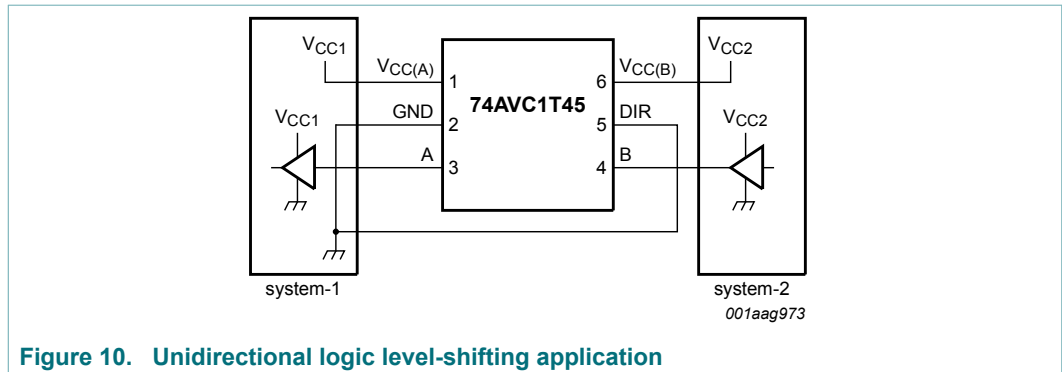 VCC1
VCC(A)
1
74AVC1T45
6
VCC(B)
VCC2
VCC1
GND
2
5
DIR
VCC2
A
3
4
B
system-1
system-2
001aag973
Figure 10. Unidirectional logic level-shifting application